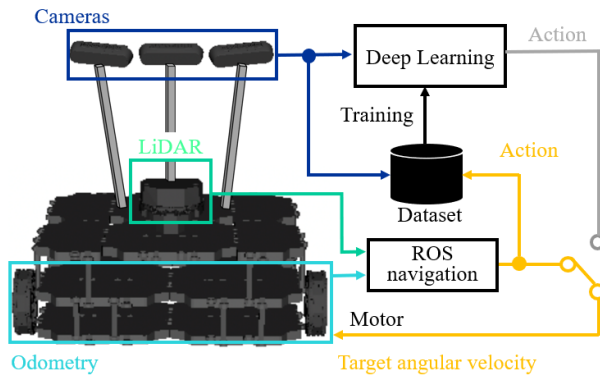 Cameras
Deep Learning
Action
Training
LiDAR
Action
Dataset
ROS
navigation
Motor
Odometry
Target angular velocity